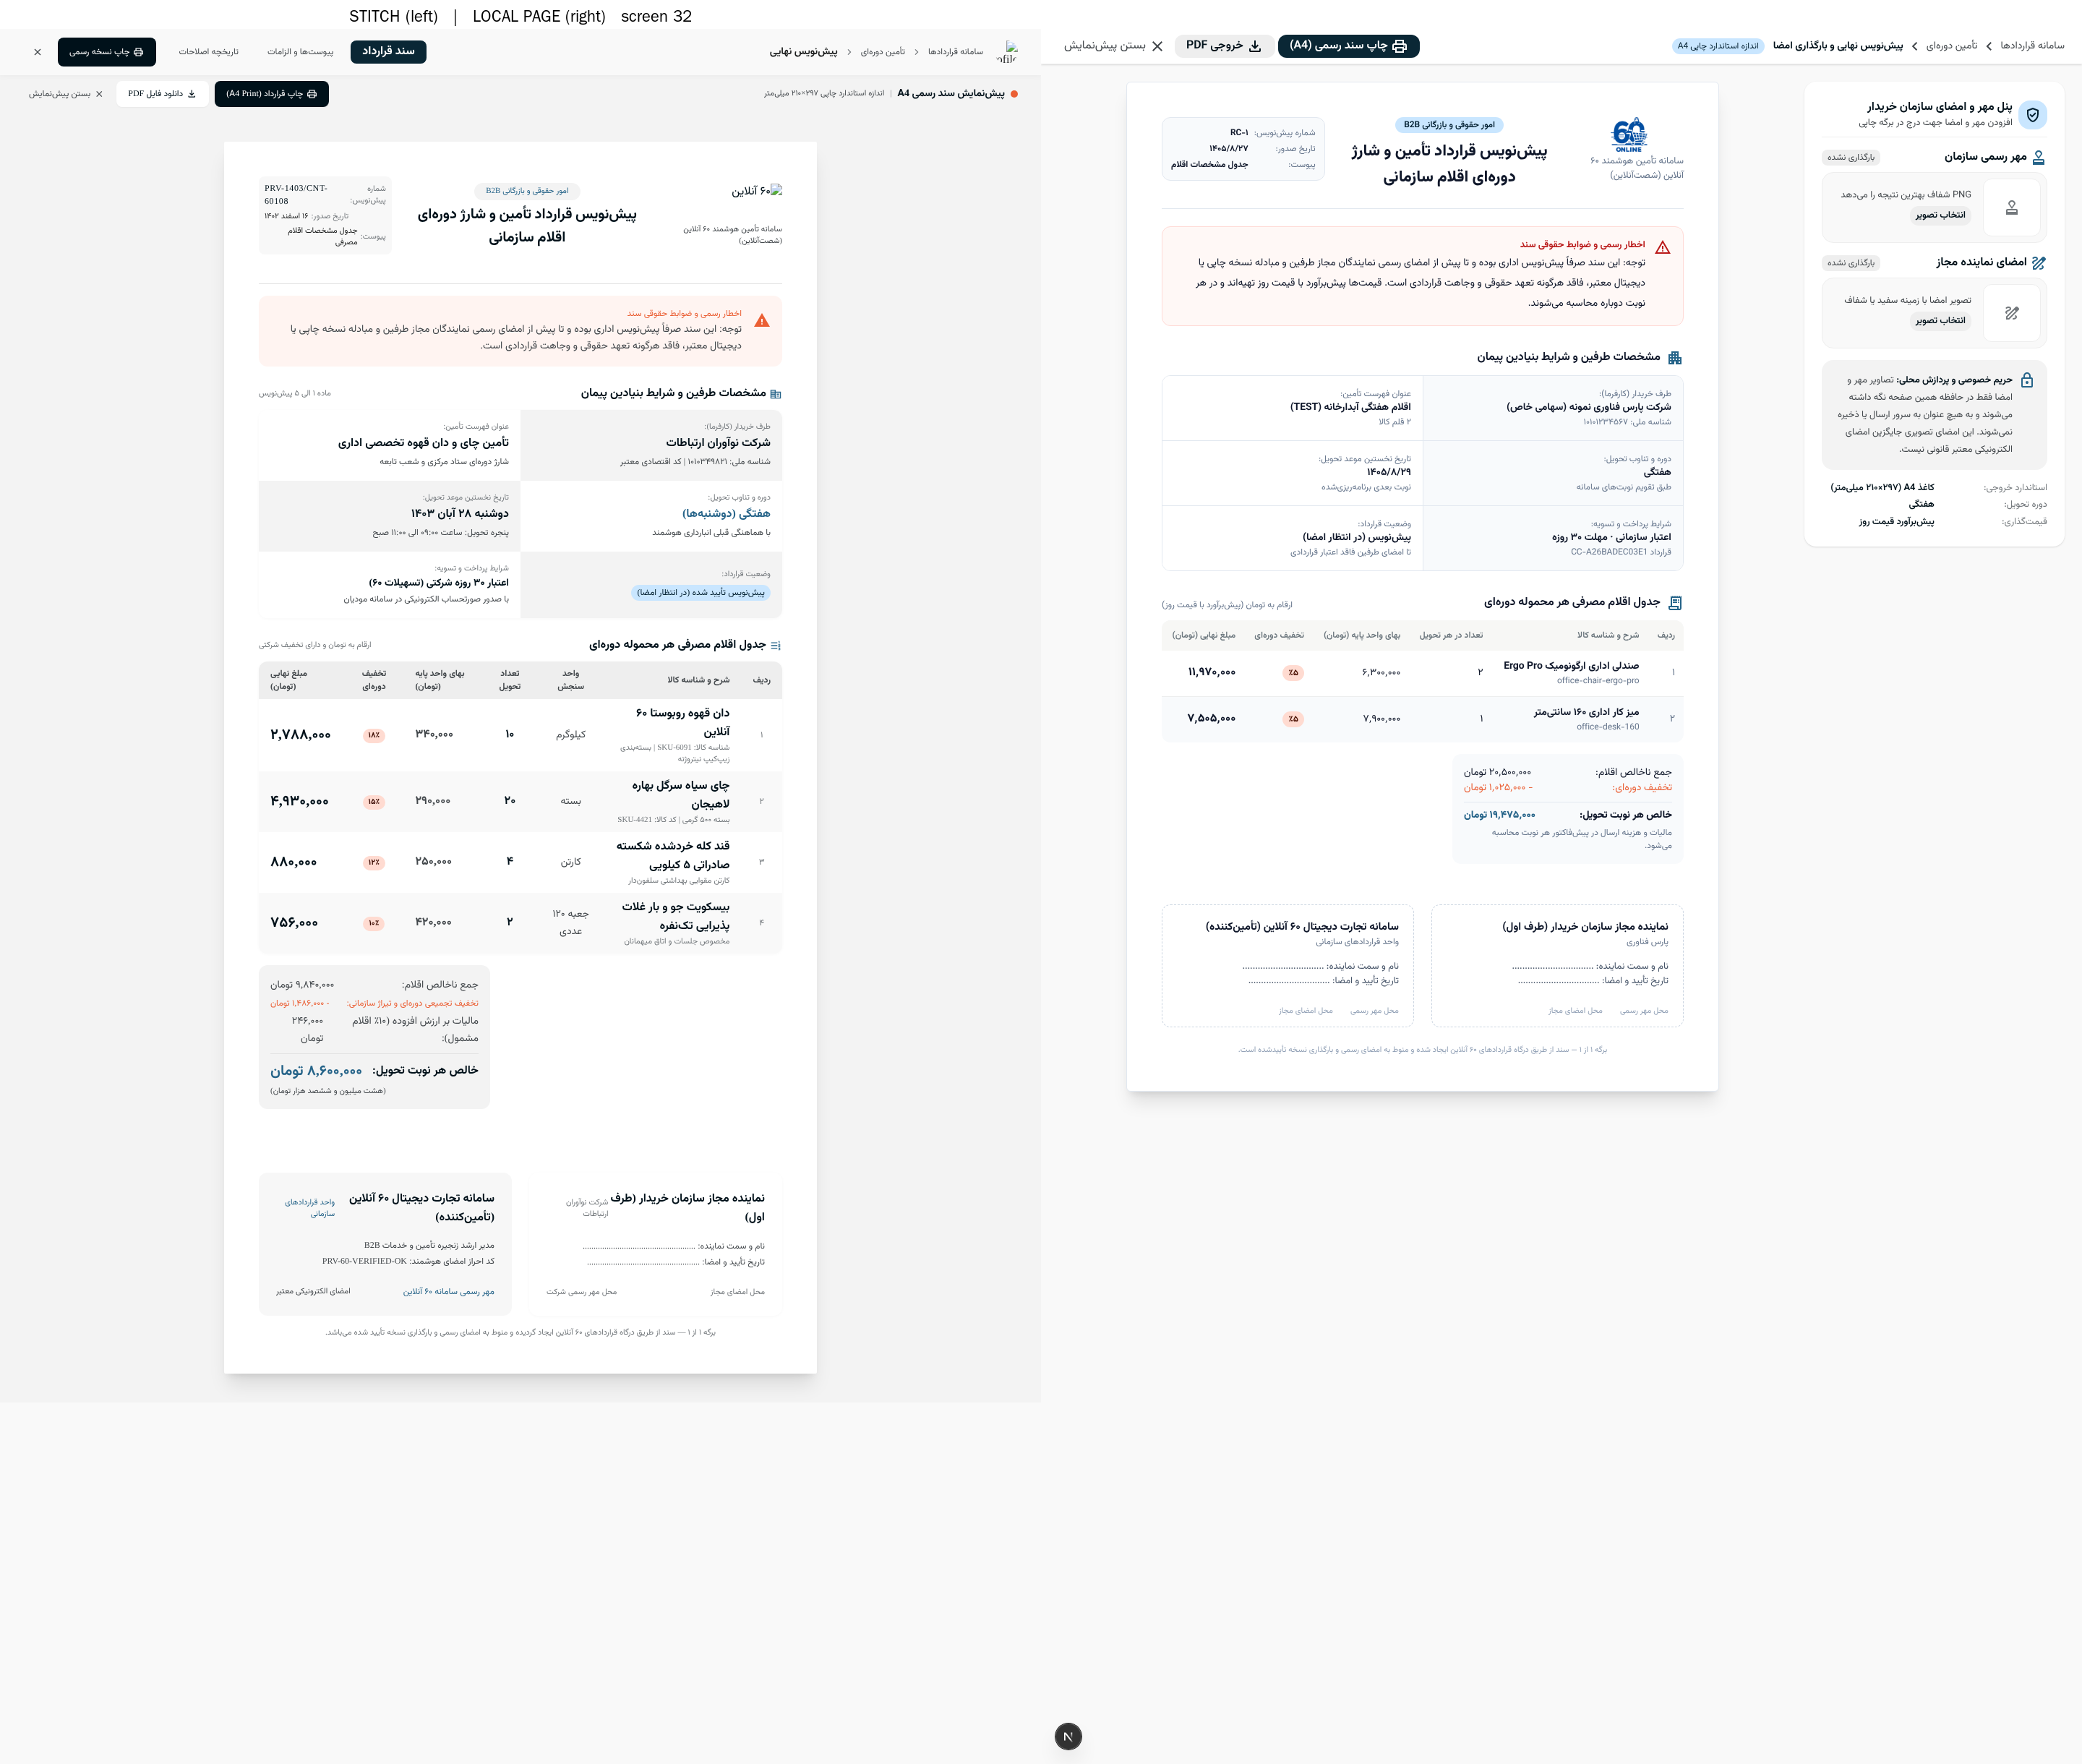 STITCH (left) | LOCAL PAGE (right) screen 32
سامانه قراردادها
تأمین دوره‌ای
پیش‌نویس نهایی
سند قرارداد
پیوست‌ها و الزامات
تاریخچه اصلاحات
چاپ نسخه رسمی
پیش‌نمایش سند رسمی A4 | اندازه استاندارد چاپی ۲۹۷×۲۱۰ میلی‌متر
چاپ قرارداد (A4 Print)
دانلود فایل PDF
بستن پیش‌نمایش
۶۰ آنلاین
سامانه تأمین هوشمند ۶۰ آنلاین
(شصت‌آنلاین)
امور حقوقی و بازرگانی B2B
پیش‌نویس قرارداد تأمین و شارژ دوره‌ای
اقلام سازمانی
شماره پیش‌نویس: PRV-1403/CNT-60108
تاریخ صدور: ۱۶ اسفند ۱۴۰۲
پیوست: جدول مشخصات اقلام مصرفی
اخطار رسمی و ضوابط حقوقی سند
توجه: این سند صرفاً پیش‌نویس اداری بوده و تا پیش از امضای رسمی نمایندگان مجاز طرفین و مبادله نسخه چاپی یا
دیجیتال معتبر، فاقد هرگونه تعهد حقوقی و وجاهت قراردادی است.
مشخصات طرفین و شرایط بنیادین پیمان
ماده ۱ الی ۵ پیش‌نویس
طرف خریدار (کارفرما):
شرکت نوآوران ارتباطات
شناسه ملی: ۱۰۱۰۳۴۹۸۲۱ | کد اقتصادی معتبر
عنوان فهرست تأمین:
تأمین چای و دان قهوه تخصصی اداری
شارژ دوره‌ای ستاد مرکزی و شعب تابعه
دوره و تناوب تحویل:
هفتگی (دوشنبه‌ها)
با هماهنگی قبلی انبارداری هوشمند
تاریخ نخستین موعد تحویل:
دوشنبه ۲۸ آبان ۱۴۰۳
پنجره تحویل: ساعت ۰۹:۰۰ الی ۱۱:۰۰ صبح
وضعیت قرارداد:
پیش‌نویس تأیید شده (در انتظار امضا)
شرایط پرداخت و تسویه:
اعتبار ۳۰ روزه شرکتی (تسهیلات ۶۰)
با صدور صورتحساب الکترونیکی در سامانه مودیان
جدول اقلام مصرفی هر محموله دوره‌ای
ارقام به تومان و دارای تخفیف شرکتی
ردیف شرح و شناسه کالا واحد سنجش تعداد تحویل بهای واحد پایه (تومان) تخفیف دوره‌ای مبلغ نهایی (تومان)
۱ دان قهوه روبوستا ۶۰ آنلاین کیلوگرم ۱۰ ۳۴۰,۰۰۰ ۱۸٪ ۲,۷۸۸,۰۰۰
شناسه کالا: SKU-6091 | بسته‌بندی
زیپ‌کیپ نیتروژنه
۲ چای سیاه سرگل بهاره لاهیجان بسته ۲۰ ۲۹۰,۰۰۰ ۱۵٪ ۴,۹۳۰,۰۰۰
بسته ۵۰۰ گرمی | کد کالا: SKU-4421
۳ قند کله خردشده شکسته صادراتی ۵ کیلویی کارتن ۴ ۲۵۰,۰۰۰ ۱۲٪ ۸۸۰,۰۰۰
کارتن مقوایی بهداشتی سلفون‌دار
۴ بیسکویت جو و بار غلات پذیرایی تک‌نفره جعبه ۱۲۰ عددی ۲ ۴۲۰,۰۰۰ ۱۰٪ ۷۵۶,۰۰۰
مخصوص جلسات و اتاق میهمانان
جمع ناخالص اقلام: ۹,۸۴۰,۰۰۰ تومان
تخفیف تجمیعی دوره‌ای و تیراژ سازمانی: - ۱,۴۸۶,۰۰۰ تومان
مالیات بر ارزش افزوده (۱۰٪ اقلام مشمول): ۲۴۶,۰۰۰ تومان
خالص هر نوبت تحویل: ۸,۶۰۰,۰۰۰ تومان
(هشت میلیون و ششصد هزار تومان)
نماینده مجاز سازمان خریدار (طرف اول)
شرکت نوآوران ارتباطات
نام و سمت نماینده: ....................................................
تاریخ تأیید و امضا: ....................................................
محل امضای مجاز
محل مهر رسمی شرکت
سامانه تجارت دیجیتال ۶۰ آنلاین (تأمین‌کننده)
واحد قراردادهای سازمانی
مدیر ارشد زنجیره تأمین و خدمات B2B
کد احراز امضای هوشمند: PRV-60-VERIFIED-OK
مهر رسمی سامانه ۶۰ آنلاین
امضای الکترونیکی معتبر
برگه ۱ از ۱ — سند از طریق درگاه قراردادهای ۶۰ آنلاین ایجاد گردیده و منوط به امضای رسمی و بارگذاری نسخه تأیید شده می‌باشد.
سامانه قراردادها
تأمین دوره‌ای
پیش‌نویس نهایی و بارگذاری امضا
اندازه استاندارد چاپی A4
چاپ سند رسمی (A4)
خروجی PDF
بستن پیش‌نمایش
پنل مهر و امضای سازمان خریدار
افزودن مهر و امضا جهت درج در برگه چاپی
مهر رسمی سازمان
بارگذاری نشده
PNG شفاف بهترین نتیجه را می‌دهد
انتخاب تصویر
امضای نماینده مجاز
بارگذاری نشده
تصویر امضا با زمینه سفید یا شفاف
انتخاب تصویر
حریم خصوصی و پردازش محلی: تصاویر مهر و
امضا فقط در حافظه همین صفحه نگه داشته
می‌شوند و به هیچ عنوان به سرور ارسال یا ذخیره
نمی‌شوند. این امضای تصویری جایگزین امضای
الکترونیکی معتبر قانونی نیست.
استاندارد خروجی: کاغذ A4 (۲۱۰×۲۹۷ میلی‌متر)
دوره تحویل: هفتگی
قیمت‌گذاری: پیش‌برآورد قیمت روز
60
ONLINE
سامانه تأمین هوشمند ۶۰
آنلاین (شصت‌آنلاین)
امور حقوقی و بازرگانی B2B
پیش‌نویس قرارداد تأمین و شارژ
دوره‌ای اقلام سازمانی
شماره پیش‌نویس: RC-۱
تاریخ صدور: ۱۴۰۵/۸/۲۷
پیوست: جدول مشخصات اقلام
اخطار رسمی و ضوابط حقوقی سند
توجه: این سند صرفاً پیش‌نویس اداری بوده و تا پیش از امضای رسمی نمایندگان مجاز طرفین و مبادله نسخه چاپی یا
دیجیتال معتبر، فاقد هرگونه تعهد حقوقی و وجاهت قراردادی است. قیمت‌ها پیش‌برآورد با قیمت روز تهیه‌اند و در هر
نوبت دوباره محاسبه می‌شوند.
مشخصات طرفین و شرایط بنیادین پیمان
طرف خریدار (کارفرما):
شرکت پارس فناوری نمونه (سهامی خاص)
شناسه ملی: ۱۰۱۰۱۲۳۴۵۶۷
عنوان فهرست تأمین:
اقلام هفتگی آبدارخانه (TEST)
۲ قلم کالا
دوره و تناوب تحویل:
هفتگی
طبق تقویم نوبت‌های سامانه
تاریخ نخستین موعد تحویل:
۱۴۰۵/۸/۲۹
نوبت بعدی برنامه‌ریزی‌شده
شرایط پرداخت و تسویه:
اعتبار سازمانی · مهلت ۳۰ روزه
قرارداد CC-A26BADEC03E1
وضعیت قرارداد:
پیش‌نویس (در انتظار امضا)
تا امضای طرفین فاقد اعتبار قراردادی
جدول اقلام مصرفی هر محموله دوره‌ای
ارقام به تومان (پیش‌برآورد با قیمت روز)
ردیف شرح و شناسه کالا تعداد در هر تحویل بهای واحد پایه (تومان) تخفیف دوره‌ای مبلغ نهایی (تومان)
۱ صندلی اداری ارگونومیک Ergo Pro ۲ ۶,۳۰۰,۰۰۰ ٪۵ ۱۱,۹۷۰,۰۰۰
office-chair-ergo-pro
۲ میز کار اداری ۱۶۰ سانتی‌متر ۱ ۷,۹۰۰,۰۰۰ ٪۵ ۷,۵۰۵,۰۰۰
office-desk-160
جمع ناخالص اقلام: ۲۰,۵۰۰,۰۰۰ تومان
تخفیف دوره‌ای: - ۱,۰۲۵,۰۰۰ تومان
خالص هر نوبت تحویل: ۱۹,۴۷۵,۰۰۰ تومان
مالیات و هزینه ارسال در پیش‌فاکتور هر نوبت محاسبه
می‌شود.
نماینده مجاز سازمان خریدار (طرف اول)
پارس فناوری
نام و سمت نماینده: ................................
تاریخ تأیید و امضا: ................................
محل مهر رسمی
محل امضای مجاز
سامانه تجارت دیجیتال ۶۰ آنلاین (تأمین‌کننده)
واحد قراردادهای سازمانی
نام و سمت نماینده: ................................
تاریخ تأیید و امضا: ................................
محل مهر رسمی
محل امضای مجاز
برگه ۱ از ۱ — سند از طریق درگاه قراردادهای ۶۰ آنلاین ایجاد شده و منوط به امضای رسمی و بارگذاری نسخه تأییدشده است.
N